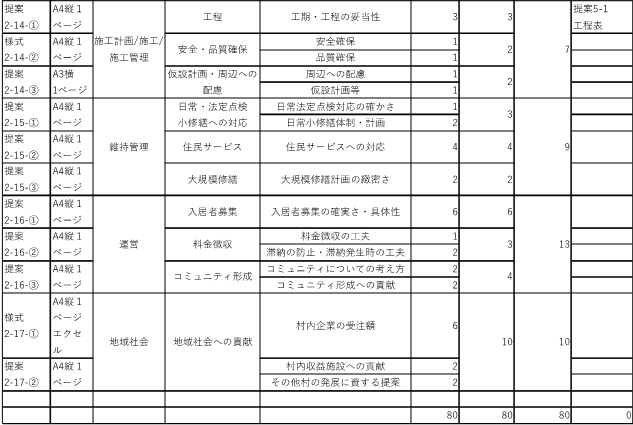 提案 A4縦1 工程 工期・工程の妥当性 3 3 提案5-1
2-14-① ページ 工程表
様式 A4縦1 施工計画/施工/ 安全・品質確保 安全確保 1 2 7
2-14-② ページ 施工管理 品質確保 1
提案 A3横 仮設計画・周辺への 周辺への配慮 1 2
2-14-③ 1ページ 配慮 仮設計画等 1
提案 A4縦1 日常・法定点検 日常法定点検対応の確かさ 1 3
2-15-① ページ 小修繕への対応 日常小修繕体制・計画 2
提案 A4縦1 維持管理 住民サービス 住民サービスへの対応 4 4 9
2-15-② ページ
提案 A4縦1 大規模修繕 大規模修繕計画の緻密さ 2 2
2-15-③ ページ
提案 A4縦1 入居者募集 入居者募集の確実さ・具体性 6 6
2-16-① ページ
提案 A4縦1 運営 料金徴収 料金徴収の工夫 1 3 13
2-16-② ページ 滞納の防止・滞納発生時の工夫 2
提案 A4縦1 コミュニティ形成 コミュニティについての考え方 2 4
2-16-③ ページ コミュニティ形成への貢献 2
様式 A4縦1 地域社会 地域社会への貢献 村内企業の受注額 6 10 10
2-17-① ページ
エクセ
ル
提案 A4縦1 村内収益施設への貢献 2
2-17-② ページ その他村の発展に資する提案 2
80 80 80 0